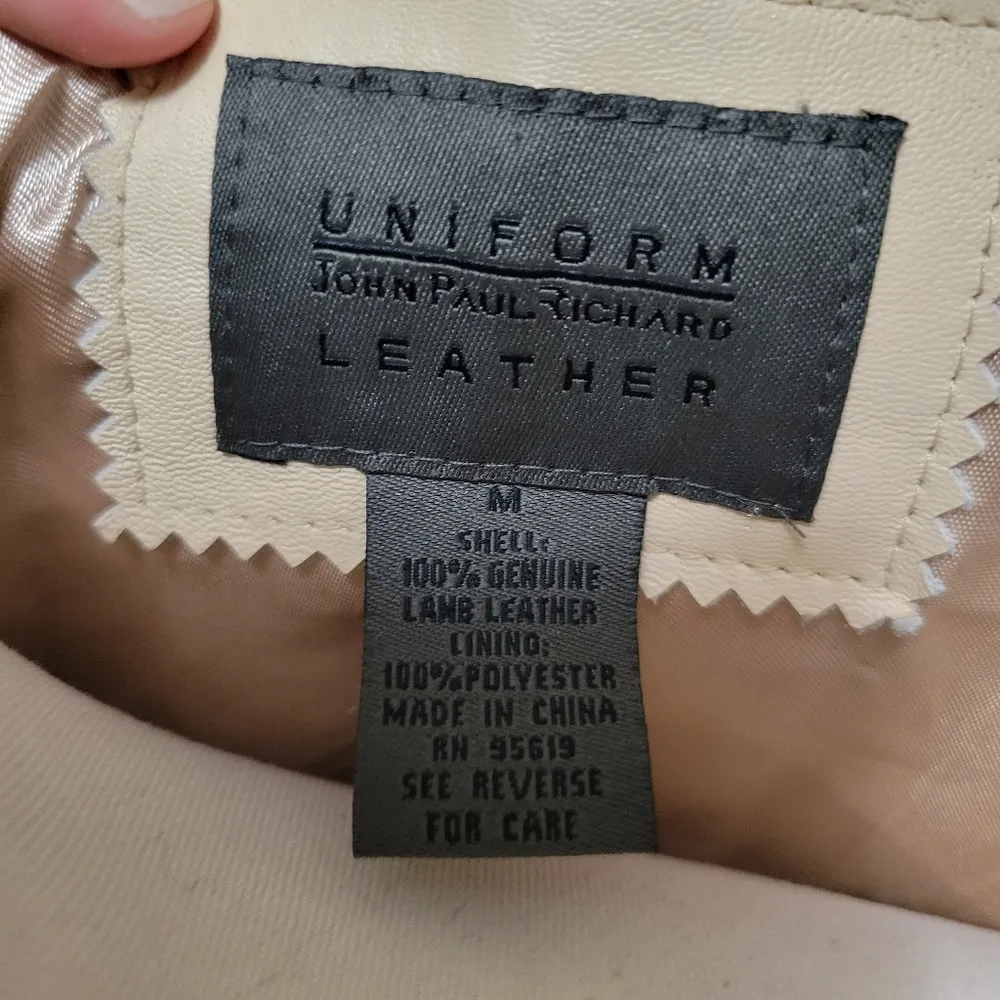 UNIFORM
JOHN PAUL RICHARD
LEATHER
M
SHELL:
100% GENUINE
LAMB LEATHER
LINING:
100% POLYESTER
MADE IN CHINA
RN 95619
SEE REVERSE
FOR CARE